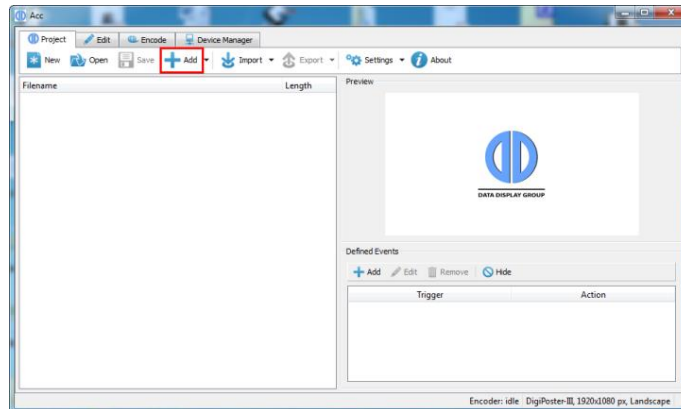 Acc
Project Edit Encode Device Manager
New Open Save Add Import Export Settings About
Filename Length
Preview
DATA DISPLAY GROUP
Defined Events
Add Edit Remove Hide
Trigger Action
Encoder: idle DigiPoster-III, 1920x1080 px, Landscape